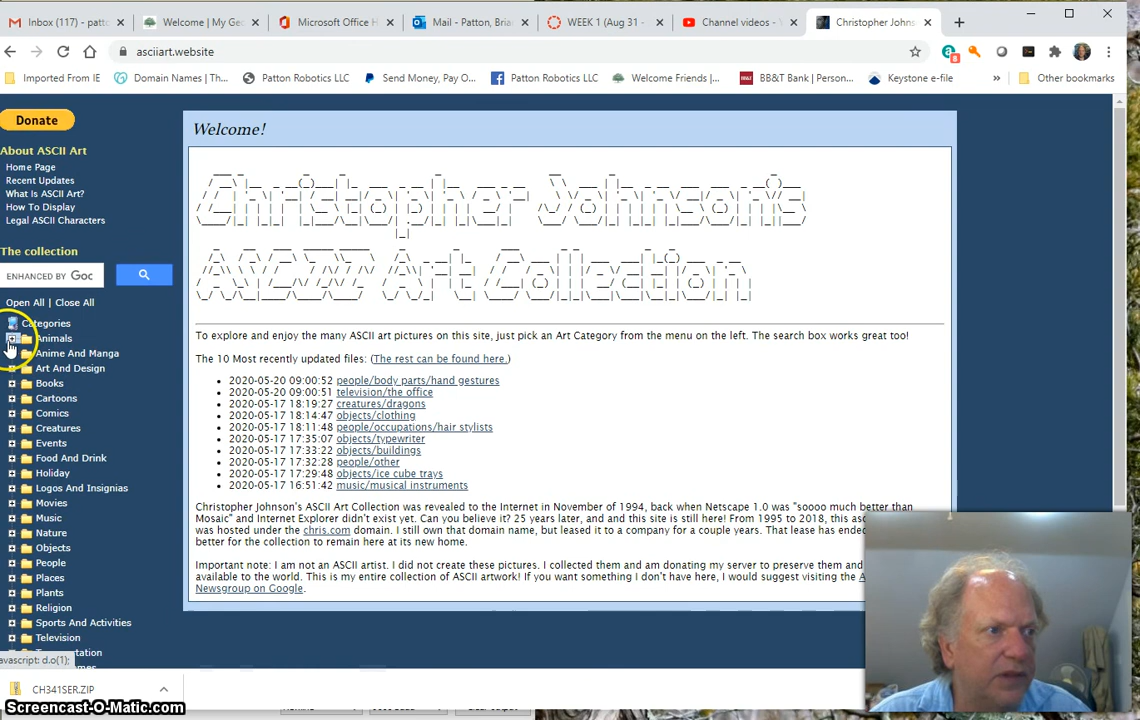 Inbox (17) - patto
Welcome | My Ge
Microsoft Office H
Mail - Patton, Bria
WEEK 1 (Aug 31 -
Channel videos - Y
Christopher Johns
asciiart.website
8
Imported From IE
Domain Names | Th...
Patton Robotics LLC
Send Money, Pay O...
Patton Robotics LLC
Welcome Friends |...
BB&T Bank | Person...
Keystone e-file
»
Other bookmarks
Donate
About ASCII Art
Home Page
Recent Updates
What Is ASCII Art?
How To Display
Legal ASCII Characters
The collection
ENHANCED BY Goo
Open All | Close All
Categories
Animals
Anime And Manga
Art And Design
Books
Cartoons
Comics
Creatures
Events
Food And Drink
Holiday
Logos And Insignias
Movies
Music
Nature
Objects
People
Places
Plants
Religion
Sports And Activities
Television
Welcome!
Christopher Johnson's
ASCII Art Collection
To explore and enjoy the many ASCII art pictures on this site, just pick an Art Category from the menu on the left. The search box works great too!
The 10 Most recently updated files: (The rest can be found here.)
• 2020-05-20 09:00:52 people/body parts/hand gestures
• 2020-05-20 09:00:51 television/the office
• 2020-05-17 18:19:27 creatures/dragons
• 2020-05-17 18:14:47 objects/clothing
• 2020-05-17 18:11:48 people/occupations/hair stylists
• 2020-05-17 17:35:07 objects/typewriter
• 2020-05-17 17:33:22 objects/buildings
• 2020-05-17 17:32:28 people/other
• 2020-05-17 17:29:48 objects/ice cube trays
• 2020-05-17 16:51:42 music/musical instruments
Christopher Johnson's ASCII Art Collection was revealed to the Internet in November of 1994, back when Netscape 1.0 was "soooo much better than
Mosaic" and Internet Explorer didn't exist yet. Can you believe it? 25 years later, and and this site is still here! From 1995 to 2018, this asc
was hosted under the chris.com domain. I still own that domain name, but leased it to a company for a couple years. That lease has ende
better for the collection to remain here at its new home.
Important note: I am not an ASCII artist. I did not create these pictures. I collected them and am donating my server to preserve them and
available to the world. This is my entire collection of ASCII artwork! If you want something I don't have here, I would suggest visiting the A
Newsgroup on Google.
avascript: d.o(1);
CH341SER.ZIP
Screencast-O-Matic.com